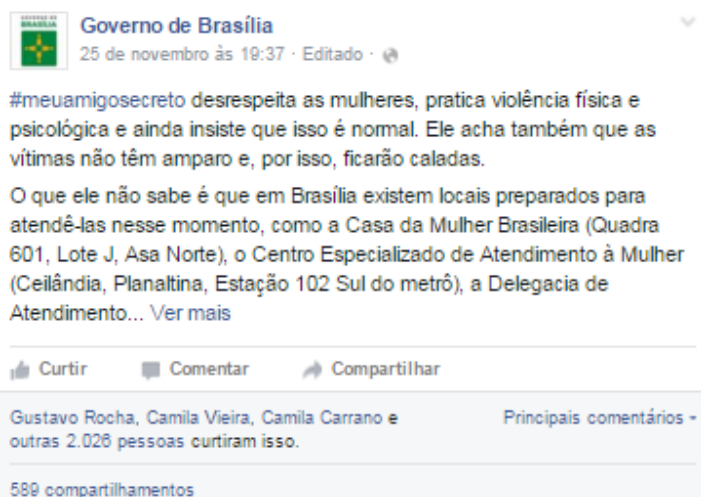 GOVERNO DE
BRASÍLIA
Governo de Brasília
25 de novembro às 19:37 · Editado ·
#meuamigosecreto desrespeita as mulheres, pratica violência física e
psicológica e ainda insiste que isso é normal. Ele acha também que as
vítimas não têm amparo e, por isso, ficarão caladas.
O que ele não sabe é que em Brasília existem locais preparados para
atendê-las nesse momento, como a Casa da Mulher Brasileira (Quadra
601, Lote J, Asa Norte), o Centro Especializado de Atendimento à Mulher
(Ceilândia, Planaltina, Estação 102 Sul do metrô), a Delegacia de
Atendimento... Ver mais
Curtir Comentar Compartilhar
Gustavo Rocha, Camila Vieira, Camila Carrano e Principais comentários
outras 2.026 pessoas curtiram isso.
589 compartilhamentos